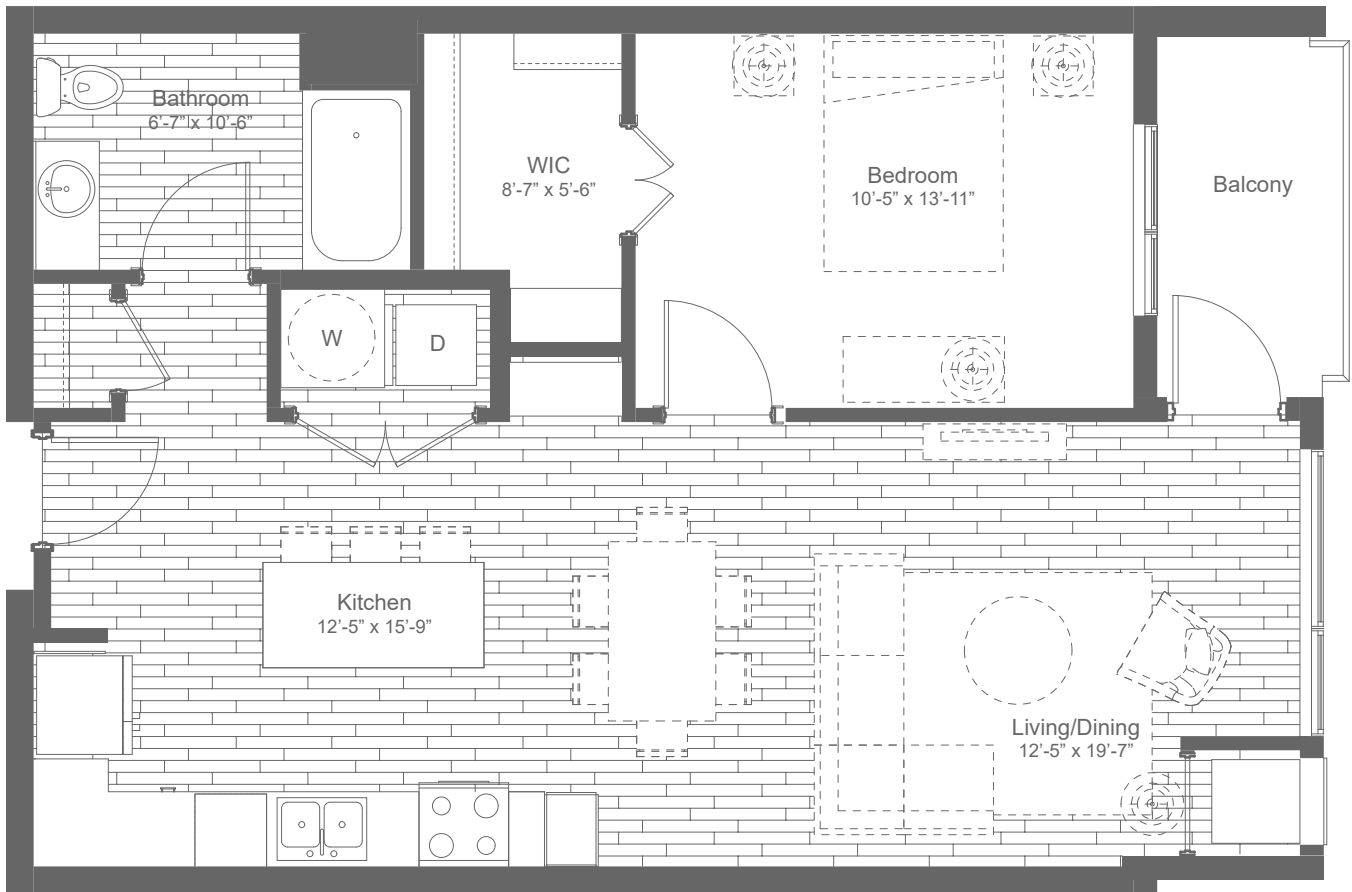 Bathroom
6’-7” x 10’-6”
WIC
8’-7” x 5’-6”
Bedroom
10’-5” x 13’-11”
Balcony
W
D
Kitchen
12’-5” x 15’-9”
Living/Dining
12’-5” x 19’-7”